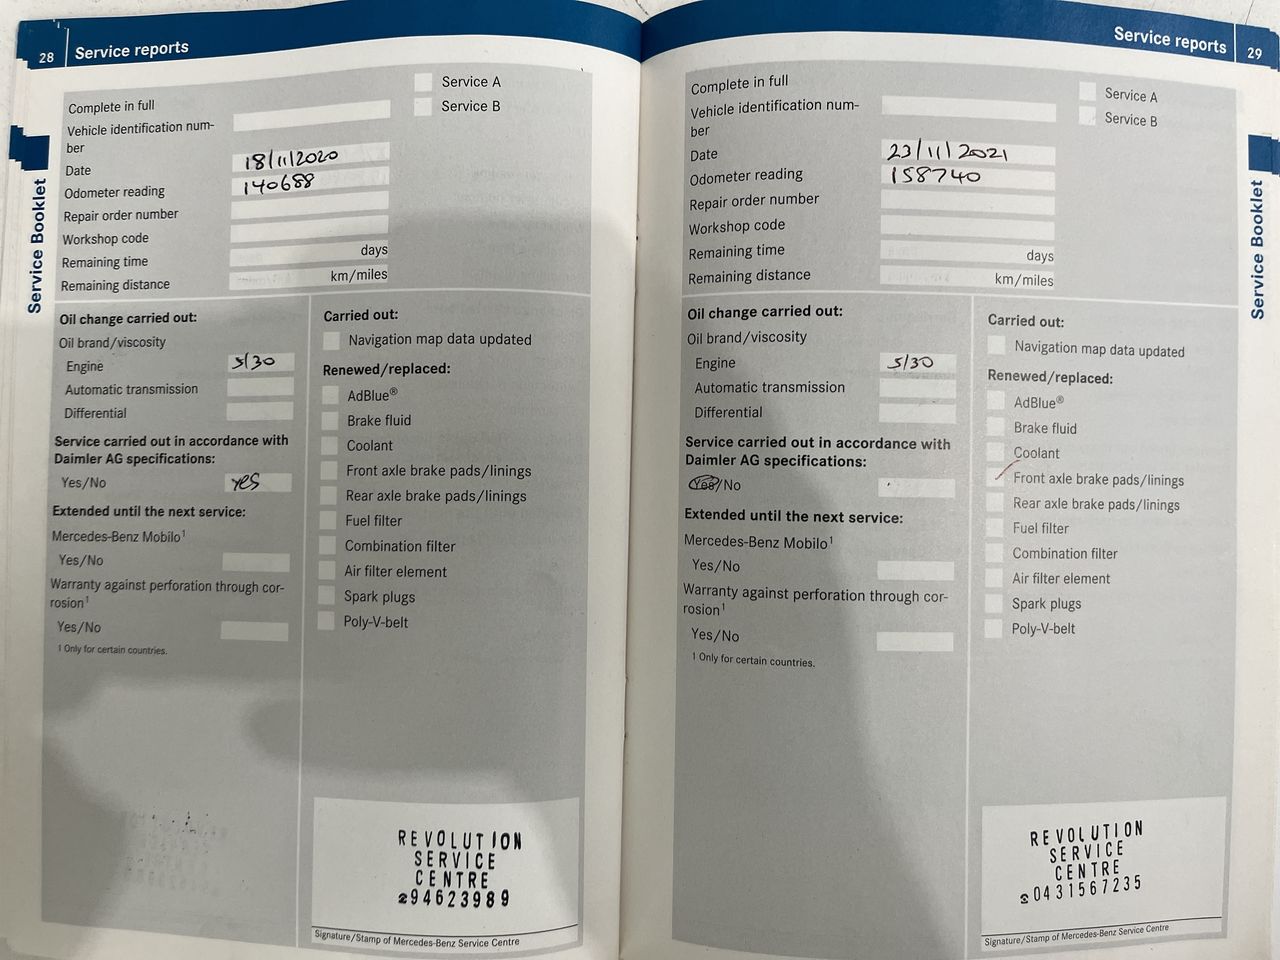 28 Service reports
Service Booklet
Complete in full
Service A
Service B
Vehicle identification num-
ber
Date 18/11/2020
Odometer reading 140688
Repair order number
Workshop code
Remaining time days
Remaining distance km/miles
Oil change carried out:
Oil brand/viscosity
Engine 5/30
Automatic transmission
Differential
Service carried out in accordance with
Daimler AG specifications:
Yes/No yes
Extended until the next service:
Mercedes-Benz Mobilo1
Yes/No
Warranty against perforation through cor-
rosion1
Yes/No
1 Only for certain countries.
Carried out:
Navigation map data updated
Renewed/replaced:
AdBlue®
Brake fluid
Coolant
Front axle brake pads/linings
Rear axle brake pads/linings
Fuel filter
Combination filter
Air filter element
Spark plugs
Poly-V-belt
REVOLUTION
SERVICE
CENTRE
☎94623989
Signature/Stamp of Mercedes-Benz Service Centre
Service reports 29
Service Booklet
Complete in full
Service A
Service B
Vehicle identification num-
ber
Date 23/11/2021
Odometer reading 158740
Repair order number
Workshop code
Remaining time days
Remaining distance km/miles
Oil change carried out:
Oil brand/viscosity
Engine 5/30
Automatic transmission
Differential
Service carried out in accordance with
Daimler AG specifications:
Yes/No
Extended until the next service:
Mercedes-Benz Mobilo1
Yes/No
Warranty against perforation through cor-
rosion1
Yes/No
1 Only for certain countries.
Carried out:
Navigation map data updated
Renewed/replaced:
AdBlue®
Brake fluid
Coolant
Front axle brake pads/linings
Rear axle brake pads/linings
Fuel filter
Combination filter
Air filter element
Spark plugs
Poly-V-belt
REVOLUTION
SERVICE
CENTRE
☎0431567235
Signature/Stamp of Mercedes-Benz Service Centre